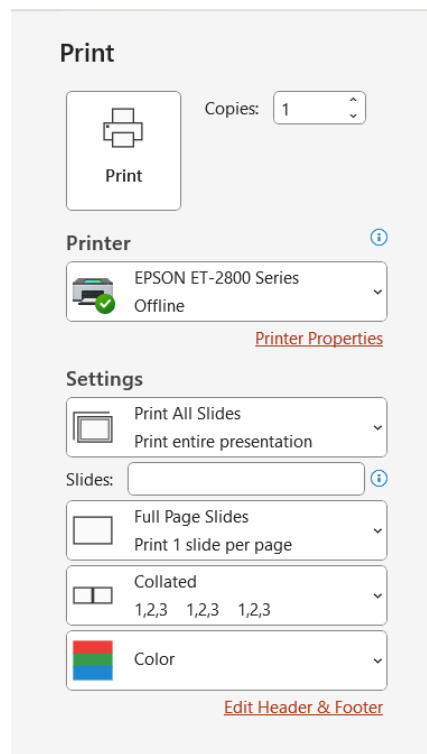 Print
Copies: 1
Print
Printer
EPSON ET-2800 Series
Offline
Printer Properties
Settings
Print All Slides
Print entire presentation
Slides:
Full Page Slides
Print 1 slide per page
Collated
1,2,3 1,2,3 1,2,3
Color
Edit Header & Footer